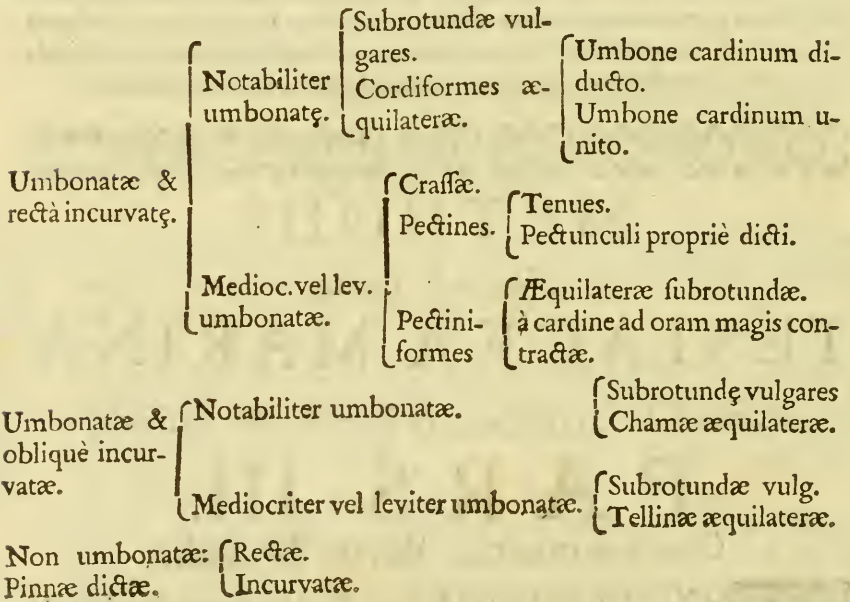 Umbonatæ &
rectà incurvatę.
Notabiliter
umbonatę.
Subrotundæ vul-
gares.
Cordiformes æ-
quilateræ.
Umbone cardinum di-
ducto.
Umbone cardinum u-
nito.
Medioc. vel lev.
umbonatæ.
Craſſæ.
Pectines.
Tenues.
Pectunculi propriè dicti.
Pectini-
formes
Æquilateræ ſubrotundæ.
à cardine ad oram magis con-
tractæ.
Umbonatæ &
obliquè incur-
vatæ.
Notabiliter umbonatæ.
Subrotundę vulgares
Chamæ æquilateræ.
Mediocriter vel leviter umbonatæ.
Subrotundæ vulg.
Tellinæ æquilateræ.
Non umbonatæ:
Pinnæ dictæ.
Rectæ.
Incurvatæ.